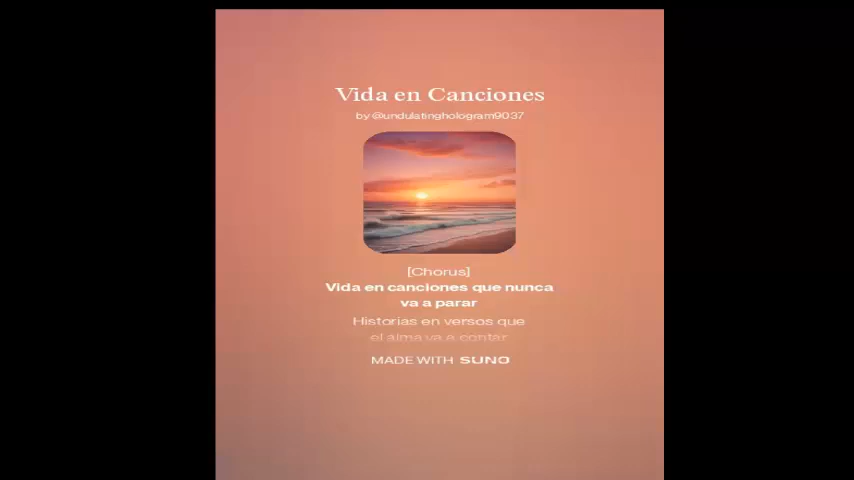 Vida en Canciones
by @undulatinghologram9037
[Chorus]
Vida en canciones que nunca
va a parar
Historias en versos que
el alma va a contar
MADE WITH SUNO